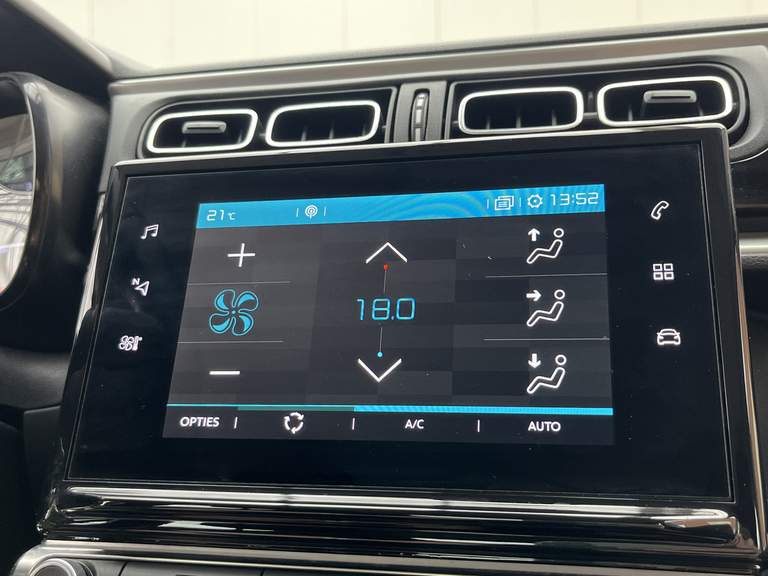 21°C 13:52
N
18.0
OPTIES A/C AUTO